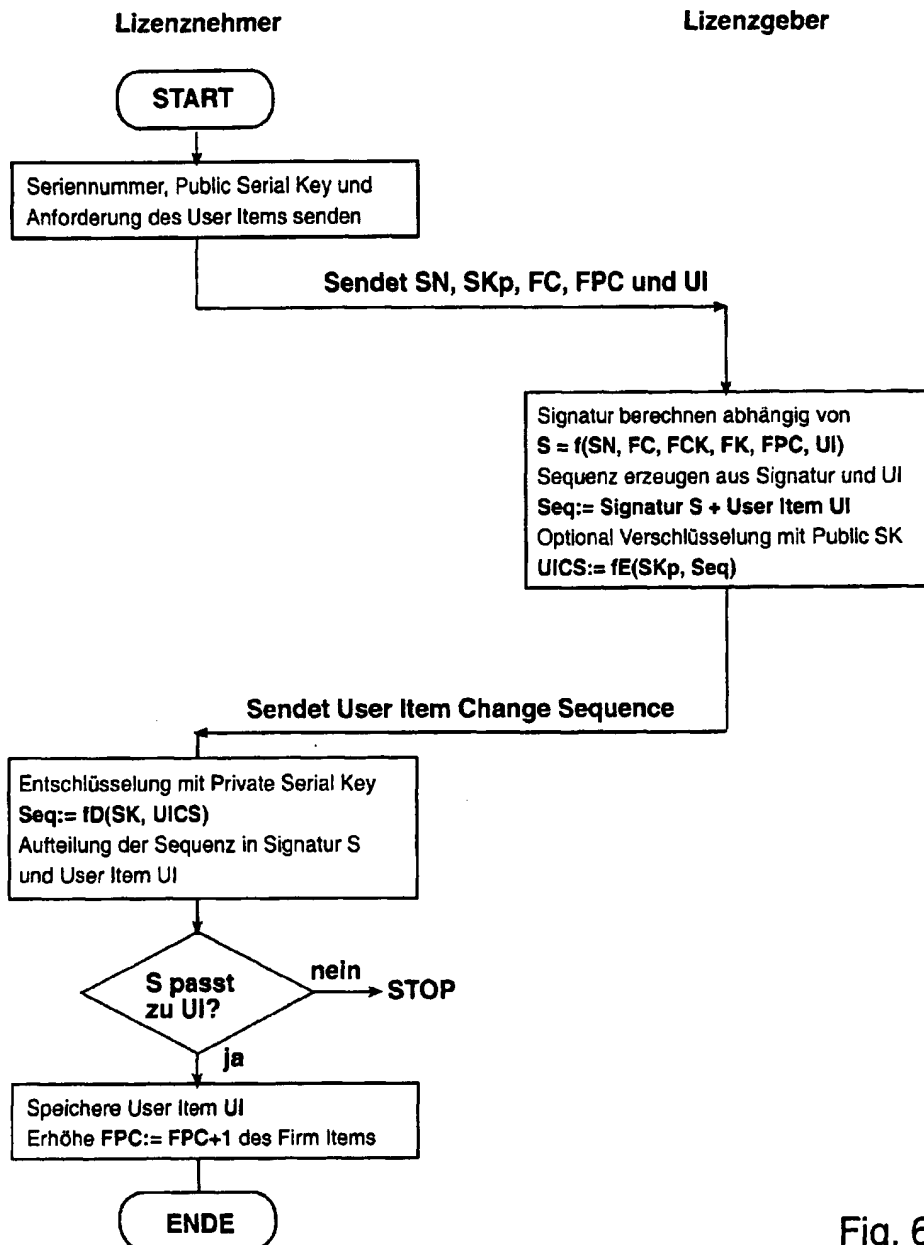 Lizenznehmer
Lizenzgeber
START
Seriennummer, Public Serial Key und
Anforderung des User Items senden
Sendet SN, SKp, FC, FPC und UI
Signatur berechnen abhängig von
S = f(SN, FC, FCK, FK, FPC, UI)
Sequenz erzeugen aus Signatur und UI
Seq:= Signatur S + User Item UI
Optional Verschlüsselung mit Public SK
UICS:= fE(SKp, Seq)
Sendet User Item Change Sequence
Entschlüsselung mit Private Serial Key
Seq:= fD(SK, UICS)
Aufteilung der Sequenz in Signatur S
und User Item UI
S passt
zu UI?
nein
STOP
ja
Speichere User Item UI
Erhöhe FPC:= FPC+1 des Firm Items
ENDE
Fig. 6